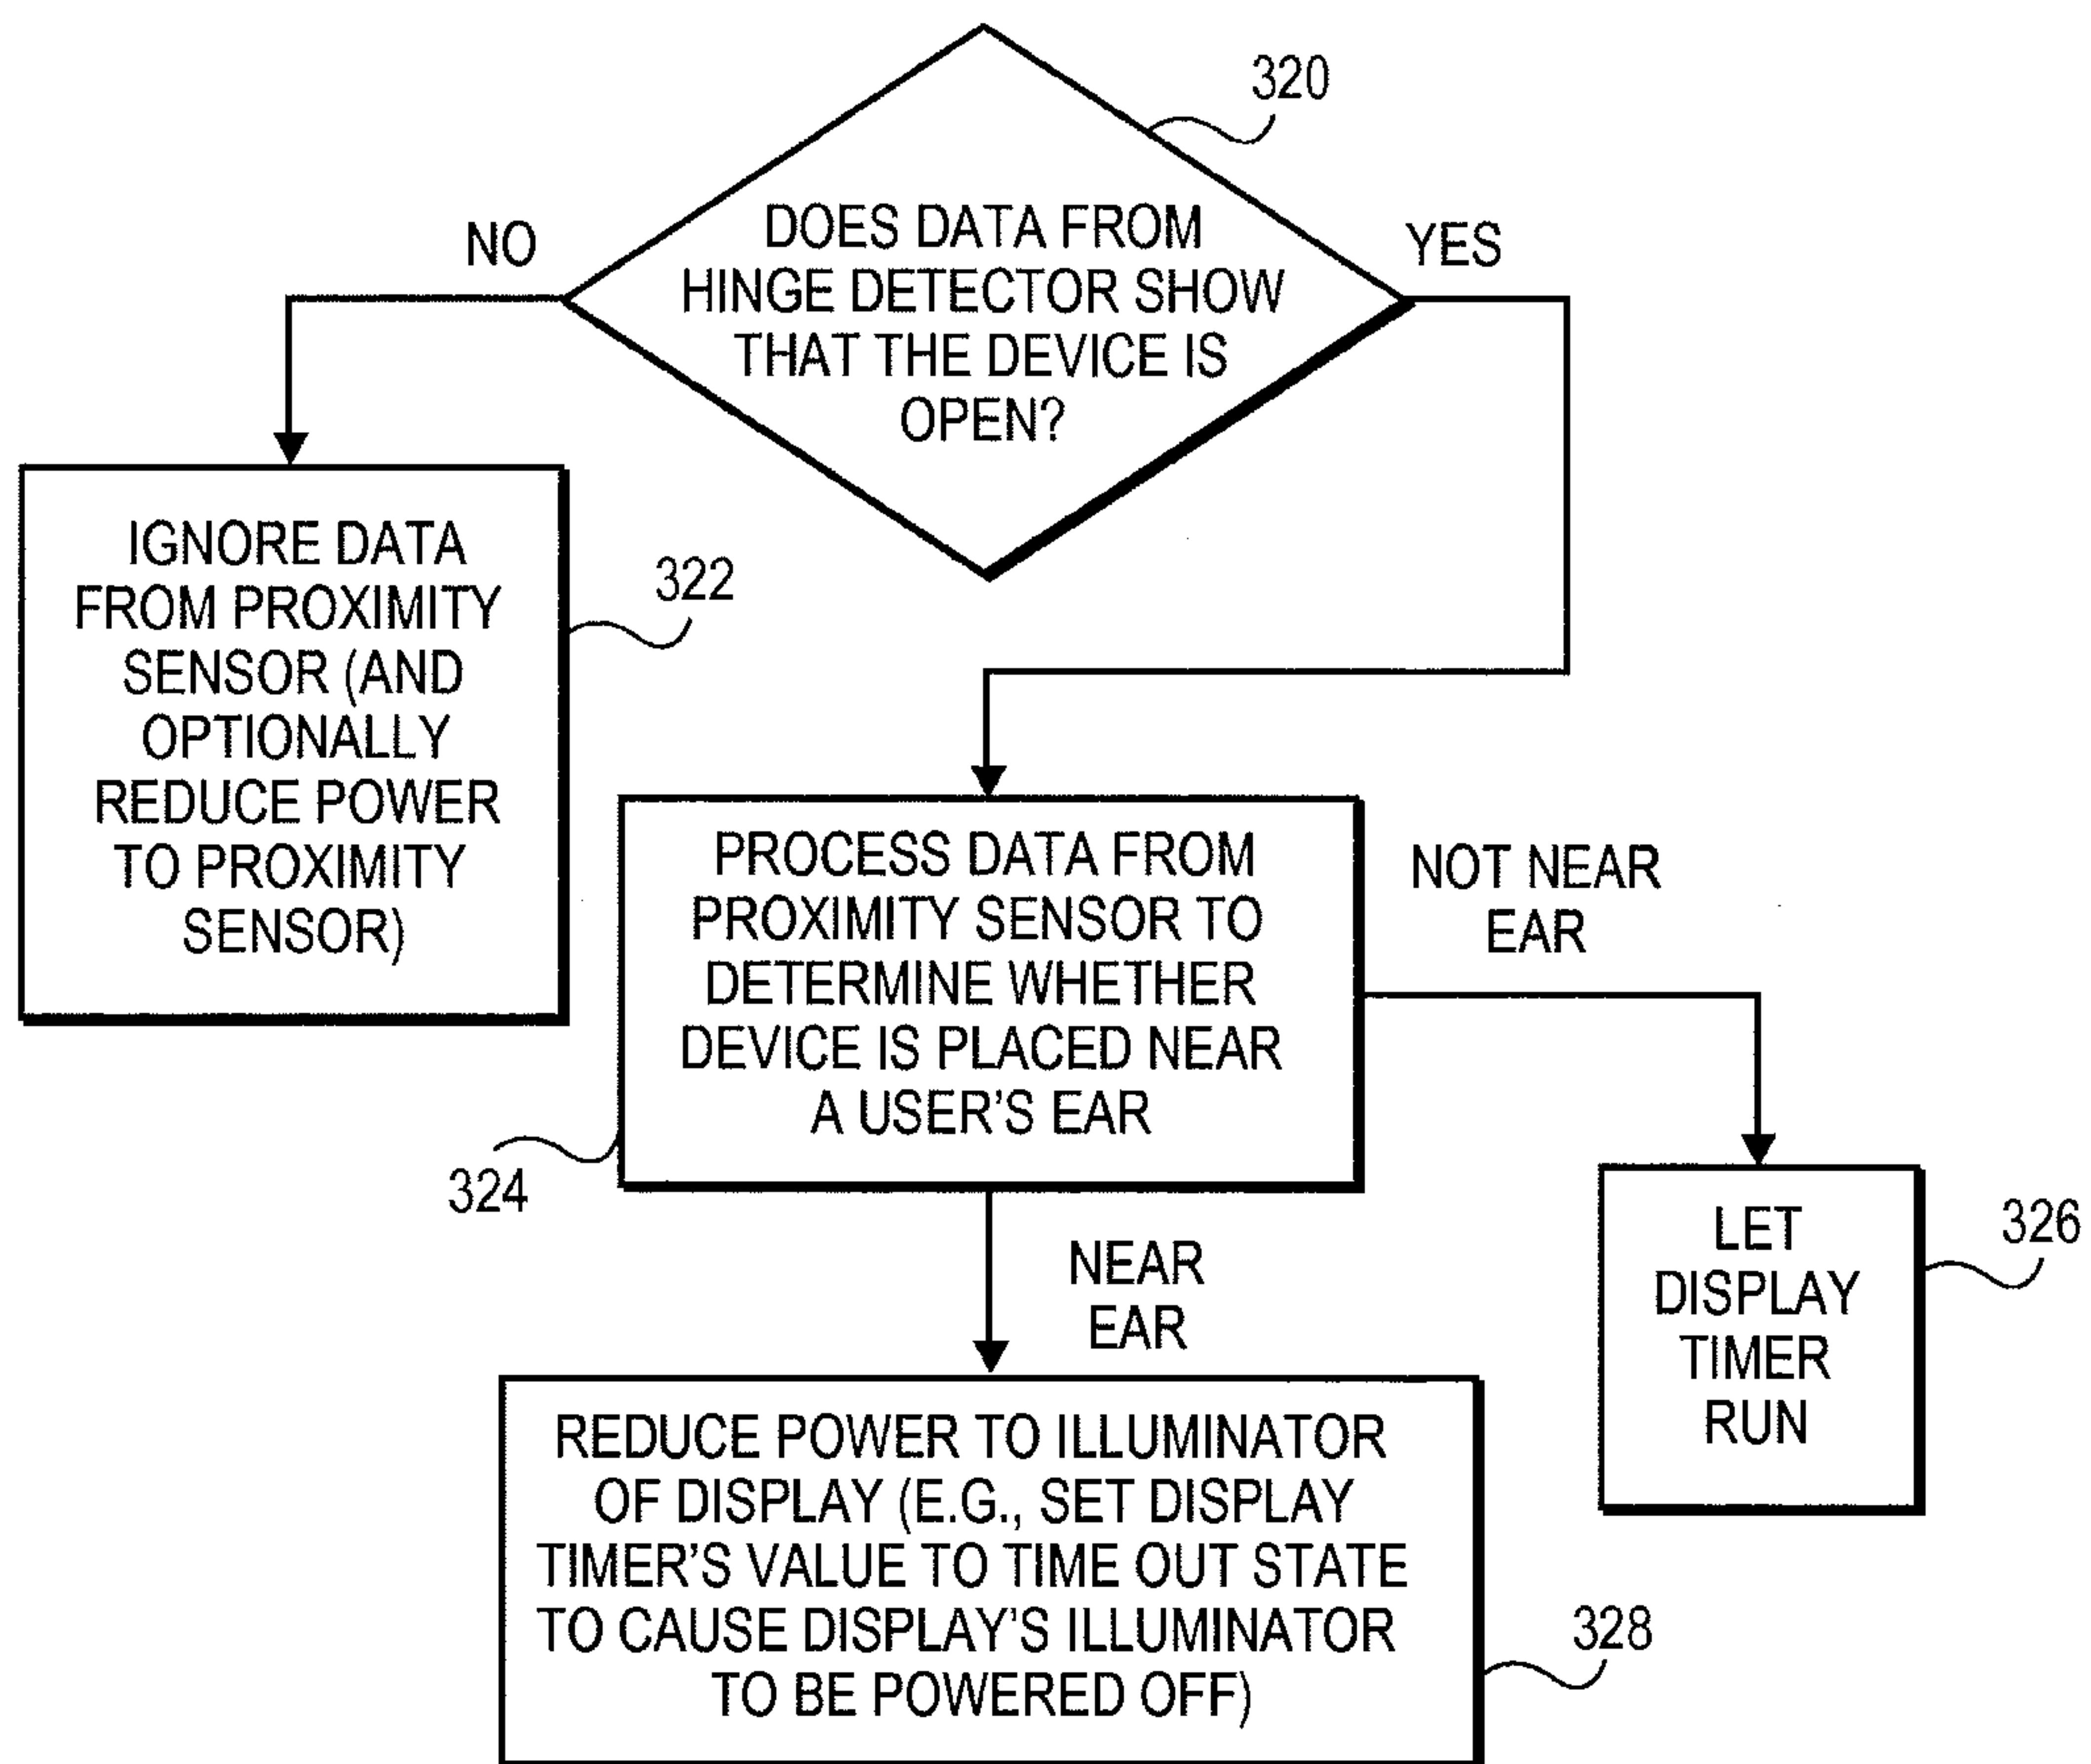 320
DOES DATA FROM
HINGE DETECTOR SHOW
THAT THE DEVICE IS
OPEN?
NO
YES
IGNORE DATA
FROM PROXIMITY
SENSOR (AND
OPTIONALLY
REDUCE POWER
TO PROXIMITY
SENSOR)
322
PROCESS DATA FROM
PROXIMITY SENSOR TO
DETERMINE WHETHER
DEVICE IS PLACED NEAR
A USER'S EAR
324
NOT NEAR
EAR
LET
DISPLAY
TIMER
RUN
326
NEAR
EAR
REDUCE POWER TO ILLUMINATOR
OF DISPLAY (E.G., SET DISPLAY
TIMER'S VALUE TO TIME OUT STATE
TO CAUSE DISPLAY'S ILLUMINATOR
TO BE POWERED OFF)
328